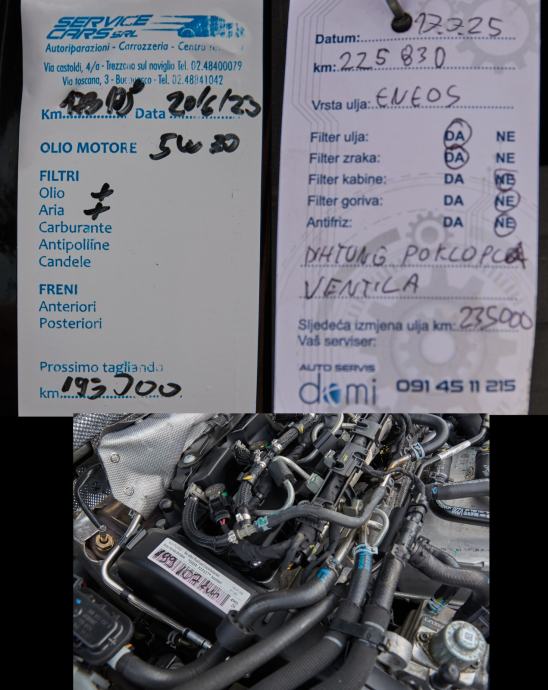 SERVICE
CARS SRL
Autoriparazioni - Carrozzeria - Centro
Via castoldi, 4/a - Trezzano sul naviglio Tel. 02.48400079
Via toscana, 3 - Buccinasco - Tel. 02.48841042
Km. Data 20/6/23
OLIO MOTORE 5W30
FILTRI
Olio +
Aria +
Carburante
Antipolline
Candele
FRENI
Anteriori
Posteriori
Prossimo tagliando
km. 193000
Datum: 17.7.25
km: 225 830
Vrsta ulja: ENEOS
Filter ulja: DA NE
Filter zraka: DA NE
Filter kabine: DA NE
Filter goriva: DA NE
Antifriz: DA NE
DHTUNG POKLOPCA
VENTILA
Sljedeća izmjena ulja km: 235000
Vaš serviser:
AUTO SERVIS
domi 091 45 11 215